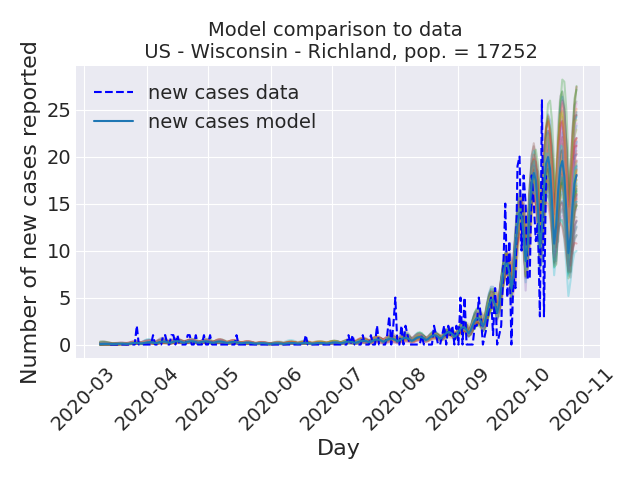 Model comparison to data
US - Wisconsin - Richland, pop. = 17252
Number of new cases reported
new cases data
new cases model
25
20
15
10
5
0
2020-03
2020-04
2020-05
2020-06
2020-07
2020-08
2020-09
2020-10
2020-11
Day